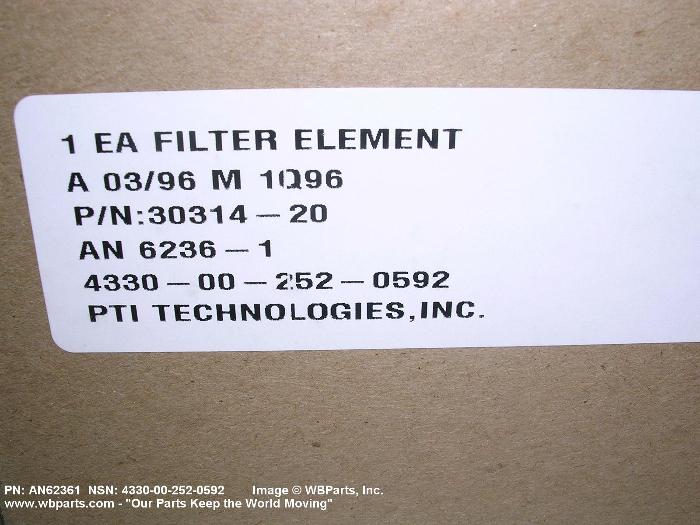 1 EA FILTER ELEMENT
A 03/96 M 1Q96
P/N:30314-20
AN 6236-1
4330-00-252-0592
PTI TECHNOLOGIES,INC.
PN: AN62361 NSN: 4330-00-252-0592 Image © WBParts, Inc.
www.wbparts.com - "Our Parts Keep the World Moving"